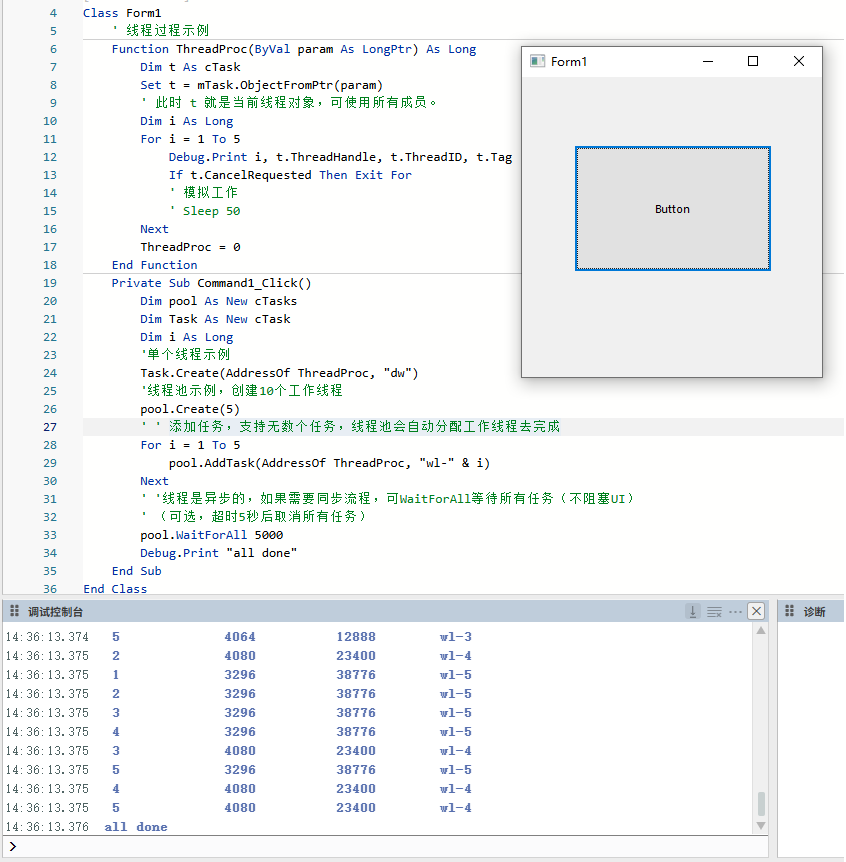 4 Class Form1
5 ' 线程过程示例
6 Function ThreadProc(ByVal param As LongPtr) As Long
7 Dim t As cTask
8 Set t = mTask.ObjectFromPtr(param)
9 ' 此时 t 就是当前线程对象，可使用所有成员。
10 Dim i As Long
11 For i = 1 To 5
12 Debug.Print i, t.ThreadHandle, t.ThreadID, t.Tag
13 If t.CancelRequested Then Exit For
14 ' 模拟工作
15 ' Sleep 50
16 Next
17 ThreadProc = 0
18 End Function
19 Private Sub Command1_Click()
20 Dim pool As New cTasks
21 Dim Task As New cTask
22 Dim i As Long
23 '单个线程示例
24 Task.Create(AddressOf ThreadProc, "dw")
25 '线程池示例，创建10个工作线程
26 pool.Create(5)
27 ' ' 添加任务，支持无数个任务，线程池会自动分配工作线程去完成
28 For i = 1 To 5
29 pool.AddTask(AddressOf ThreadProc, "wl-" & i)
30 Next
31 ' '线程是异步的，如果需要同步流程，可WaitForAll等待所有任务（不阻塞UI）
32 ' （可选，超时5秒后取消所有任务）
33 pool.WaitForAll 5000
34 Debug.Print "all done"
35 End Sub
36 End Class
Form1
Button
调试控制台
诊断
14:36:13.374 5 4064 12888 wl-3
14:36:13.375 2 4080 23400 wl-4
14:36:13.375 1 3296 38776 wl-5
14:36:13.375 2 3296 38776 wl-5
14:36:13.375 3 3296 38776 wl-5
14:36:13.375 4 3296 38776 wl-5
14:36:13.375 3 4080 23400 wl-4
14:36:13.375 5 3296 38776 wl-5
14:36:13.375 4 4080 23400 wl-4
14:36:13.375 5 4080 23400 wl-4
14:36:13.376 all done
>